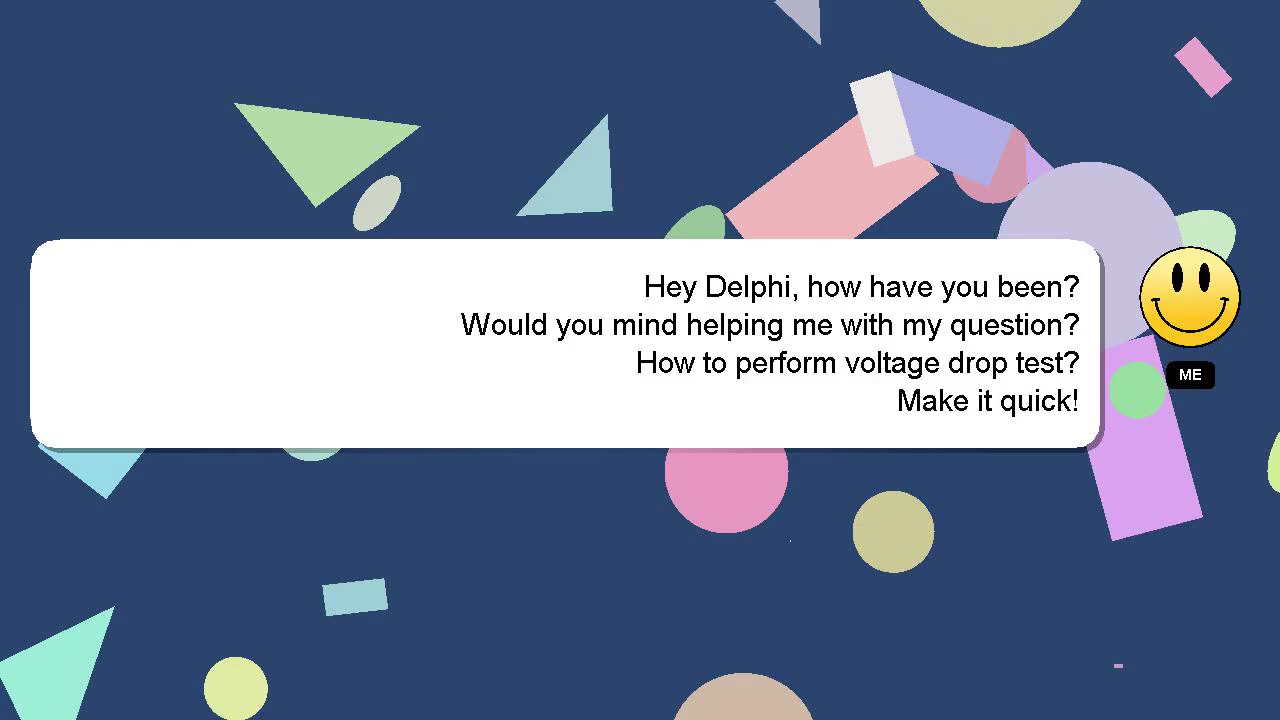 Hey Delphi, how have you been?
Would you mind helping me with my question?
How to perform voltage drop test?
Make it quick!
ME